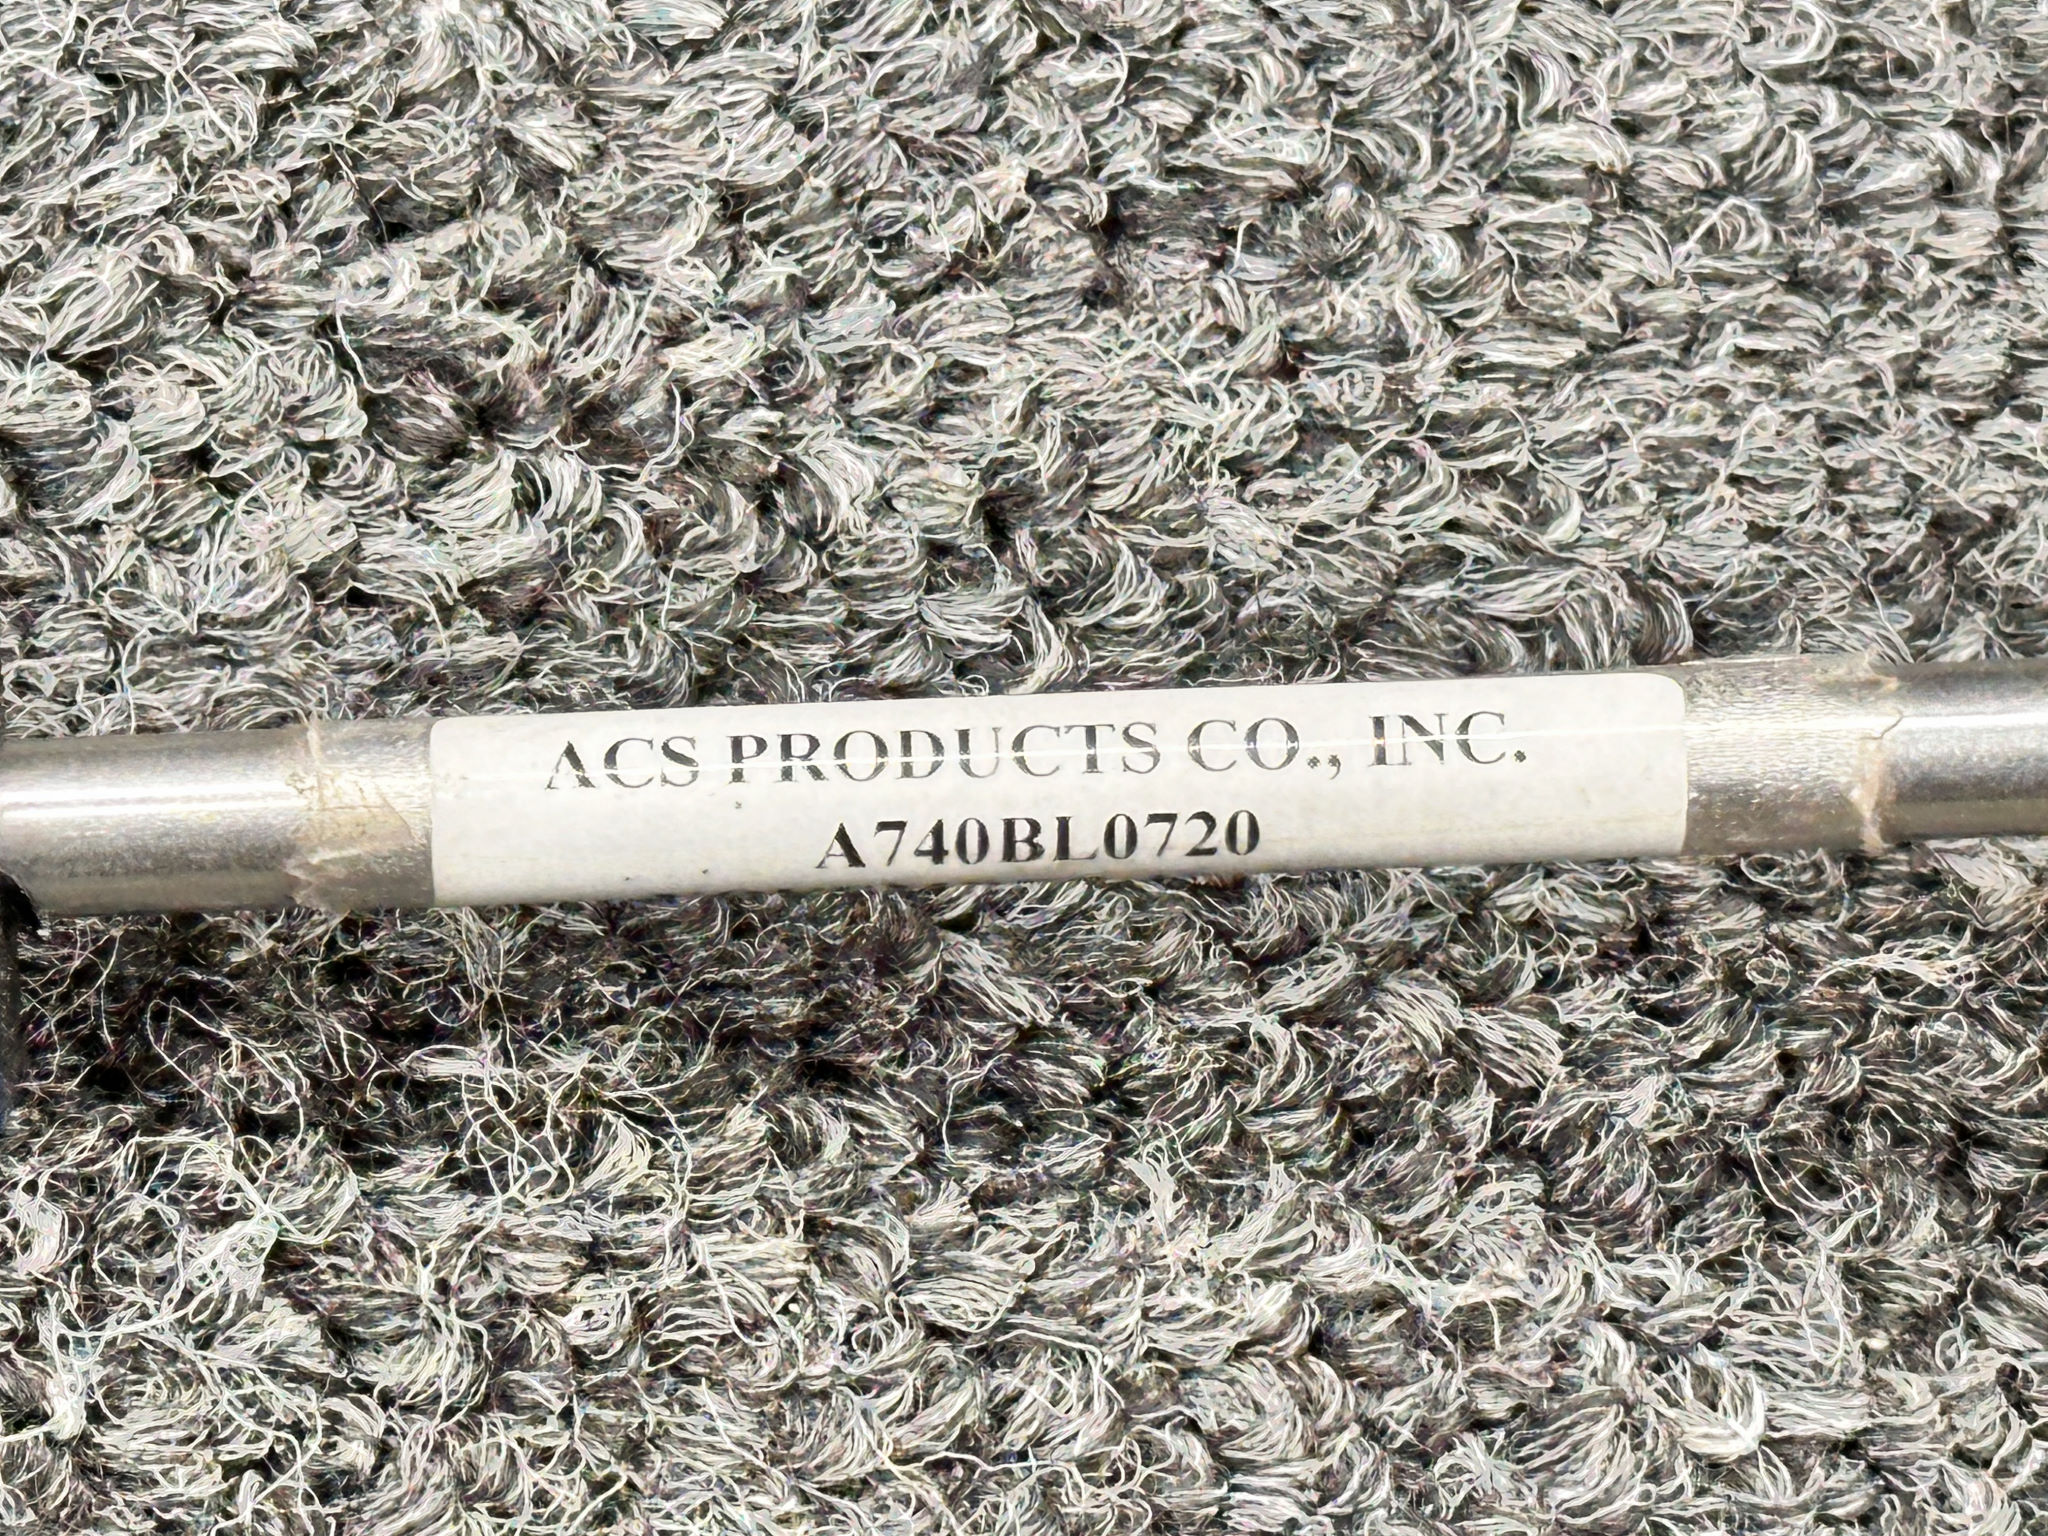 ACS PRODUCTS CO., INC.
A740BL0720